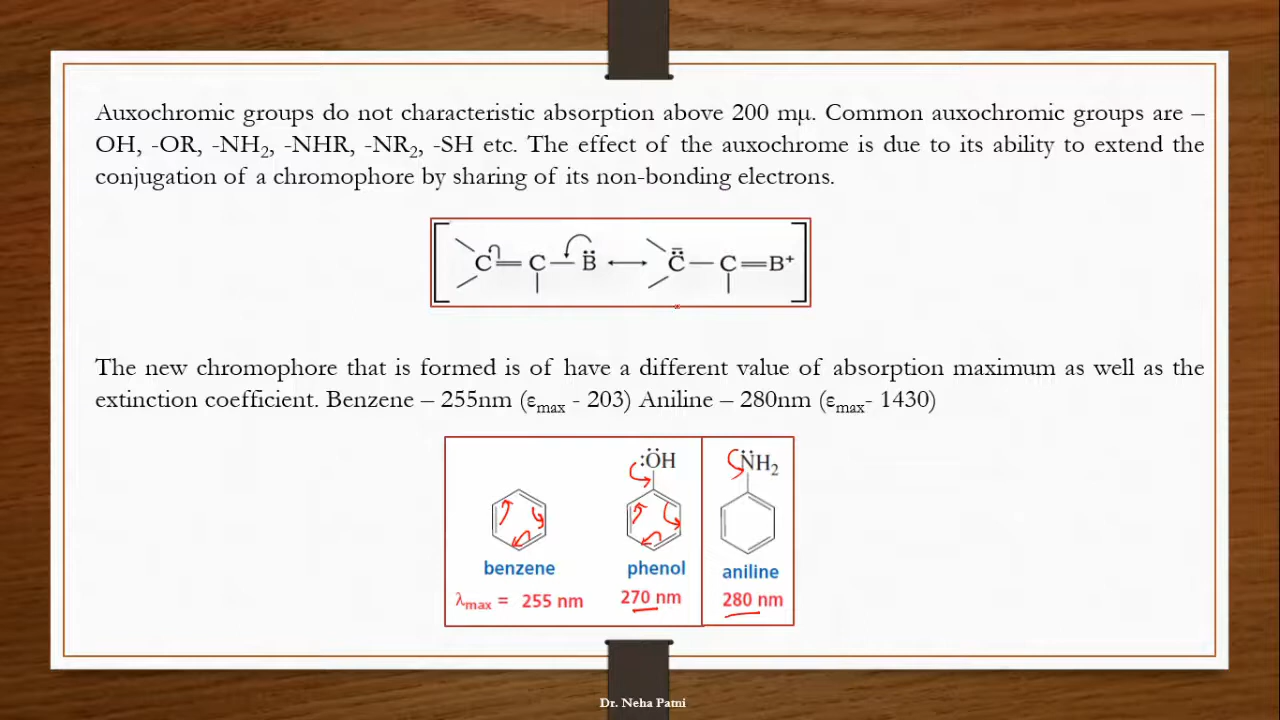 Auxochromic groups do not characteristic absorption above 200 mµ. Common auxochromic groups are –
OH, -OR, -NH₂, -NHR, -NR₂, -SH etc. The effect of the auxochrome is due to its ability to extend the
conjugation of a chromophore by sharing of its non-bonding electrons.
C = C — B̈ ⟷ C̄̈ — C = B⁺
The new chromophore that is formed is of have a different value of absorption maximum as well as the
extinction coefficient. Benzene – 255nm (εmax - 203) Aniline – 280nm (εmax- 1430)
:ÖH N̈H₂
benzene phenol aniline
λmax = 255 nm 270 nm 280 nm
Dr. Neha Patni